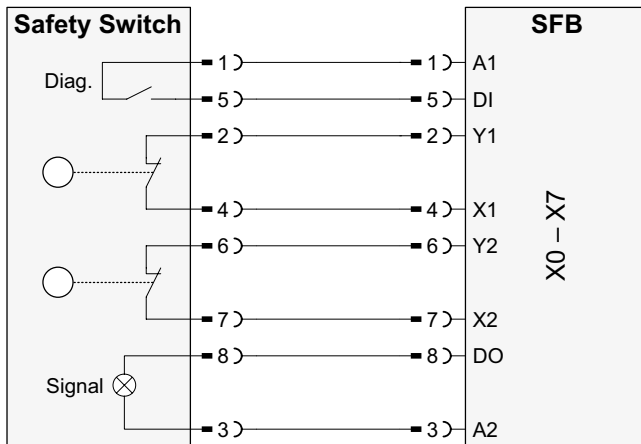 Safety Switch SFB
1 1 A1
Diag.
5 5 DI
2 2 Y1
4 4 X1
6 6 Y2
7 7 X2
8 8 DO
Signal
3 3 A2
X0 – X7